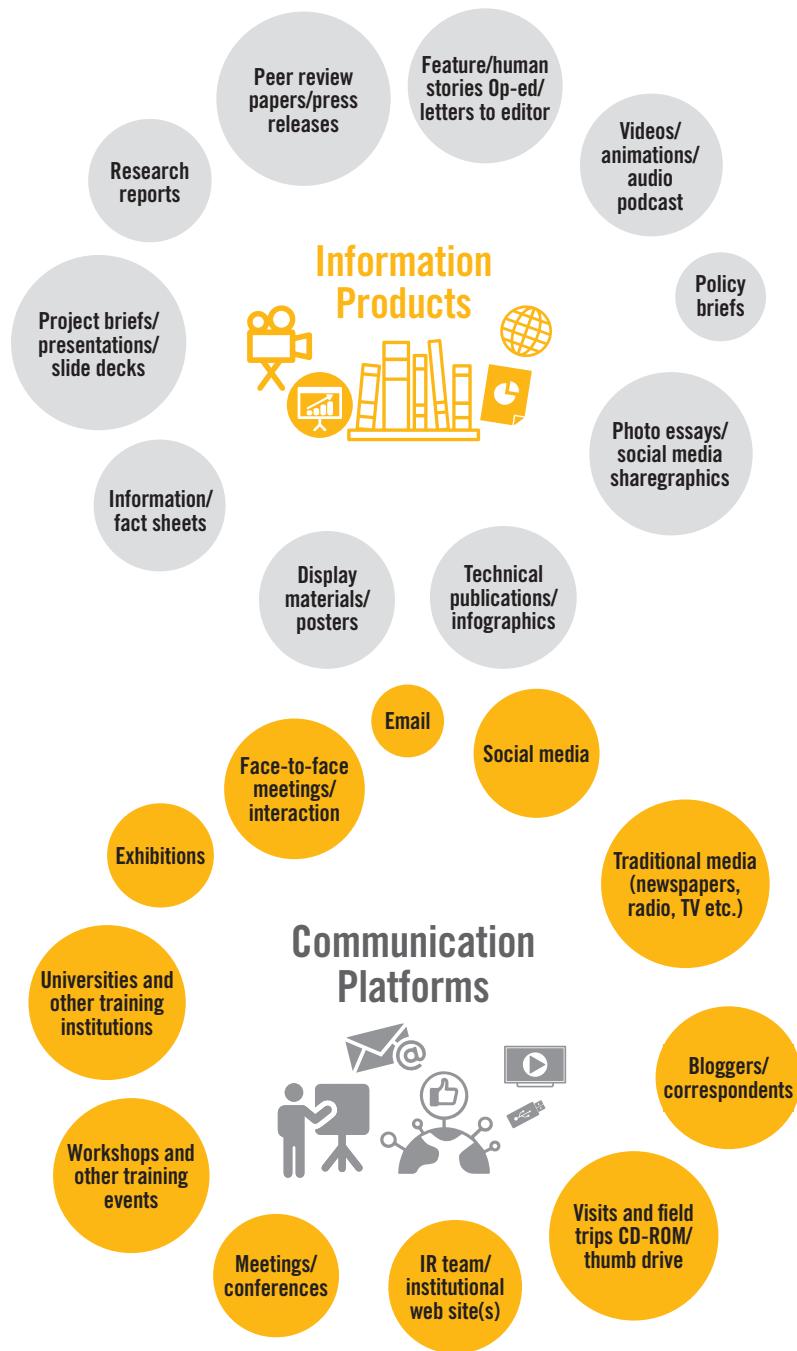 Peer review
papers/press
releases
Feature/human
stories Op-ed/
letters to editor
Videos/
animations/
audio
podcast
Research
reports
Information
Products
Policy
briefs
Project briefs/
presentations/
slide decks
Photo essays/
social media
sharegraphics
Information/
fact sheets
Display
materials/
posters
Technical
publications/
infographics
Email
Social media
Face-to-face
meetings/
interaction
Exhibitions
Traditional media
(newspapers,
radio, TV etc.)
Communication
Platforms
Universities and
other training
institutions
@
Bloggers/
correspondents
Workshops and
other training
events
Visits and field
trips CD-ROM/
thumb drive
Meetings/
conferences
IR team/
institutional
web site(s)